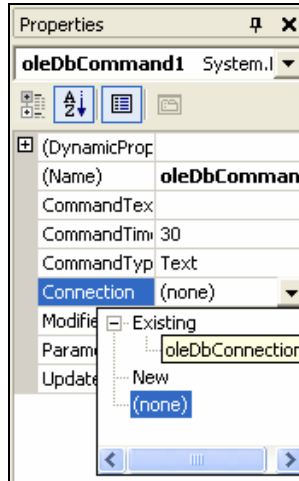 Properties
oleDbCommand1 System.I
(DynamicProp
(Name) oleDbComman
CommandTex
CommandTim 30
CommandTyp Text
Connection (none)
Modifie
Existing
Param
oleDbConnection
Update
New
(none)